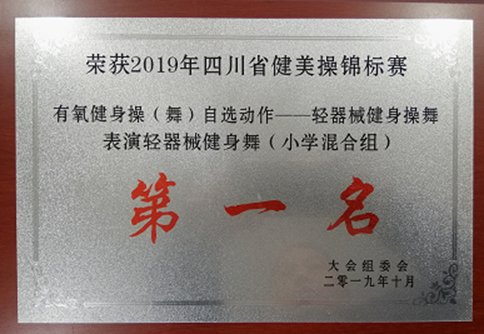 荣获2019年四川省健美操锦标赛
有氧健身操（舞）自选动作——轻器械健身操舞
表演轻器械健身舞（小学混合组）
第一名
大会组委会
二零一九年十月